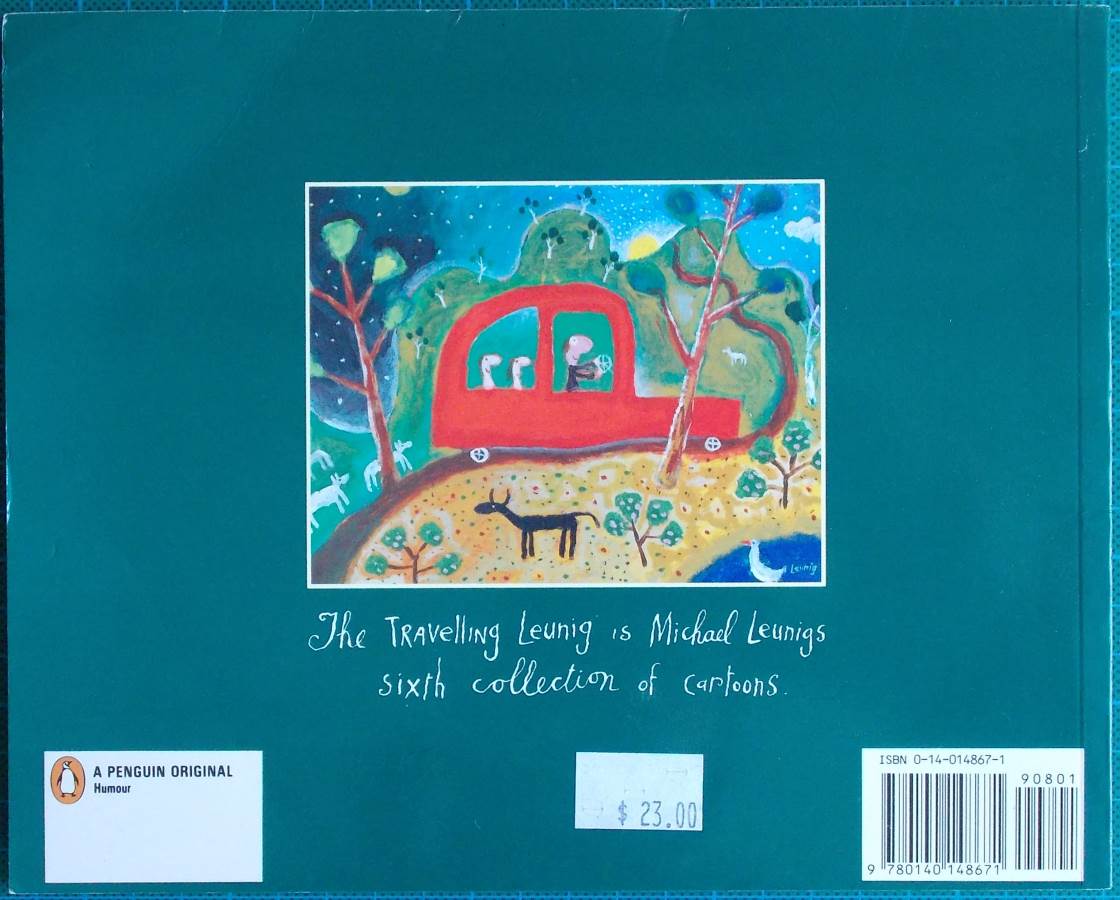 Leunig
The Travelling Leunig is Michael Leunigs
sixth collection of cartoons.
A PENGUIN ORIGINAL
Humour
$ 23.00
ISBN 0-14-014867-1
90801
9 780140 148671